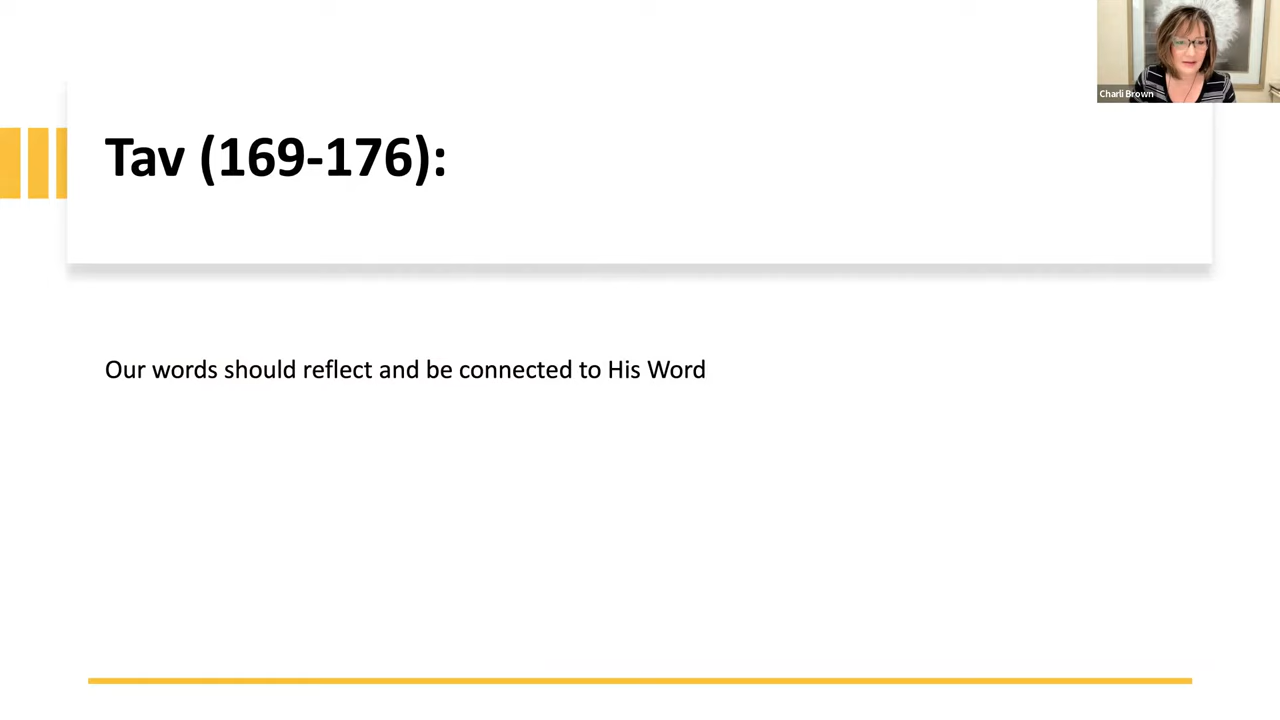 Charli Brown
Tav (169-176):
Our words should reflect and be connected to His Word